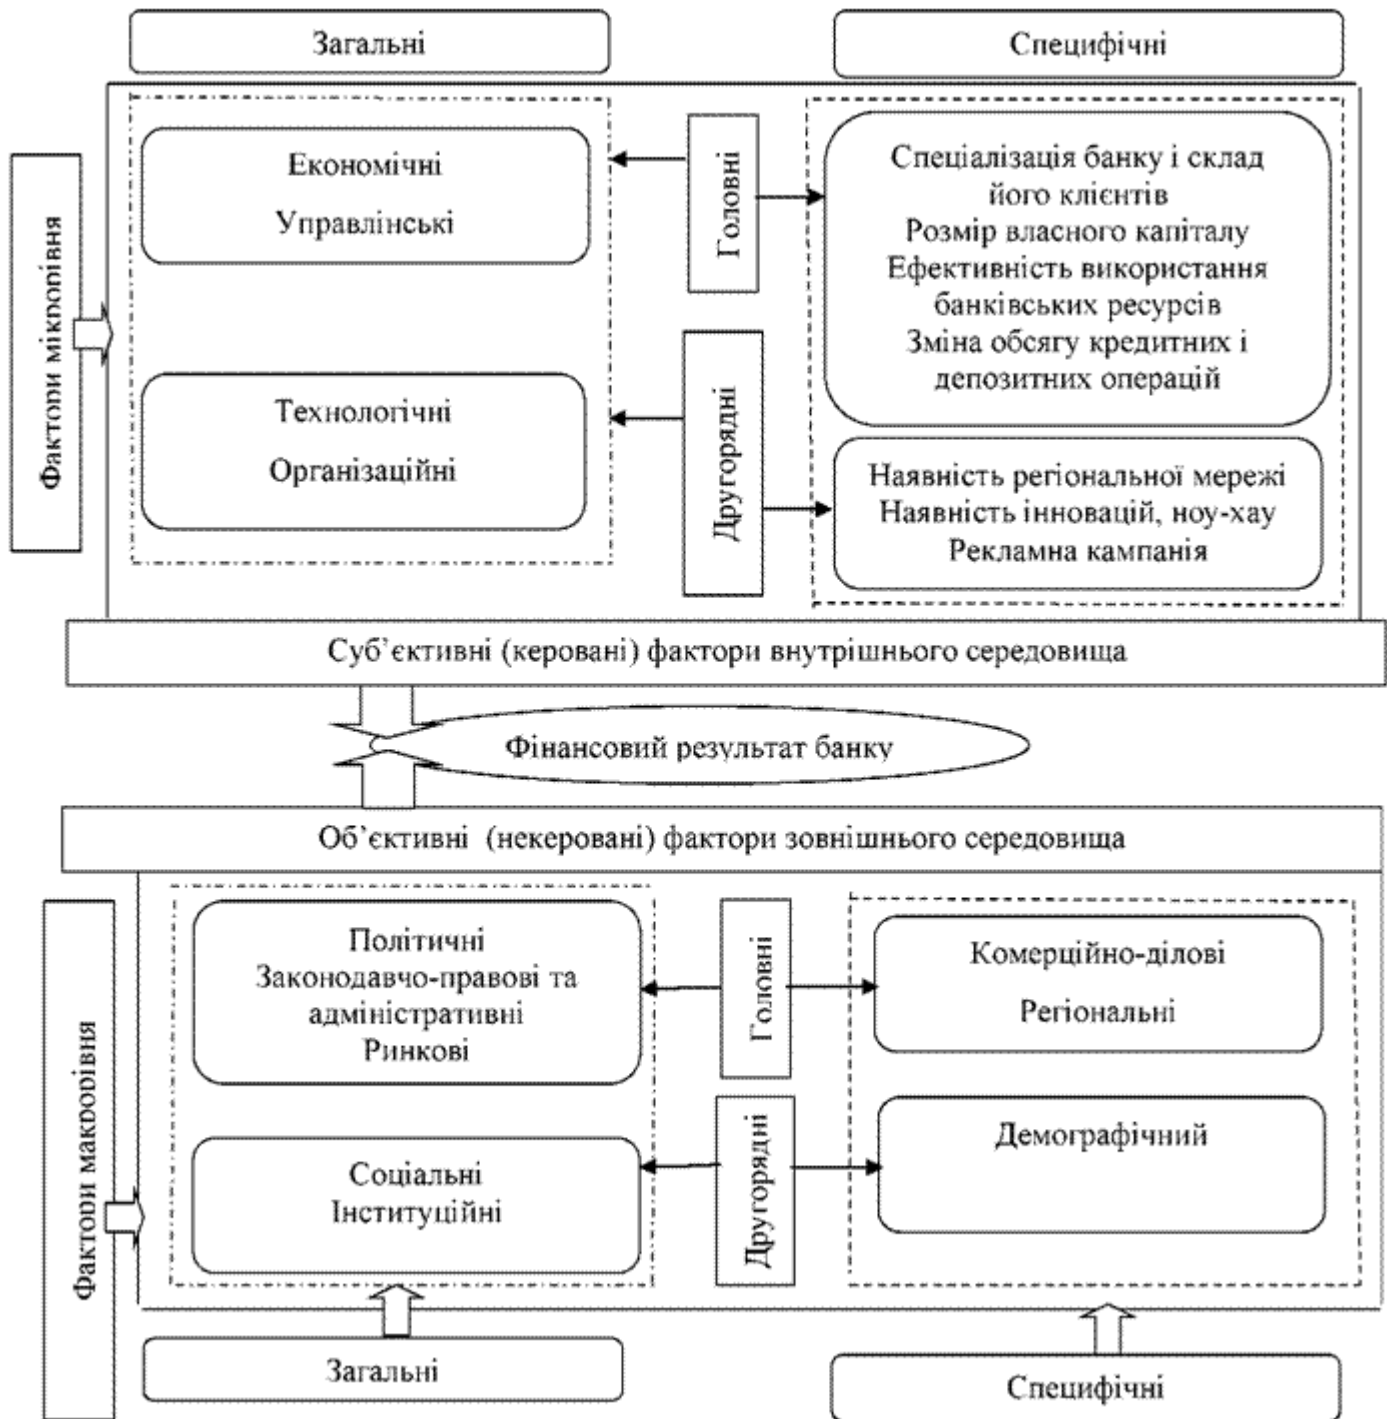 Загальні
Специфічні
Фактори мікрорівня
Економічні
Управлінські
Головні
Спеціалізація банку і склад
його клієнтів
Розмір власного капіталу
Ефективність використання
банківських ресурсів
Зміна обсягу кредитних і
депозитних операцій
Технологічні
Організаційні
Другорядні
Наявність регіональної мережі
Наявність інновацій, ноу-хау
Рекламна кампанія
Суб’єктивні (керовані) фактори внутрішнього середовища
Фінансовий результат банку
Об’єктивні (некеровані) фактори зовнішнього середовища
Фактори макрорівня
Політичні
Законодавчо-правові та
адміністративні
Ринкові
Головні
Комерційно-ділові
Регіональні
Соціальні
Інституційні
Другорядні
Демографічний
Загальні
Специфічні